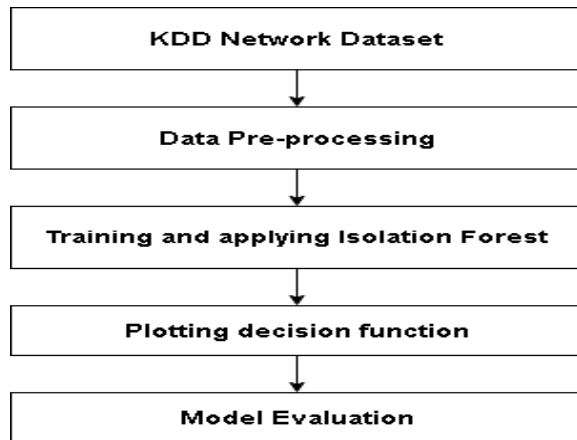 KDD Network Dataset
Data Pre-processing
Training and applying Isolation Forest
Plotting decision function
Model Evaluation